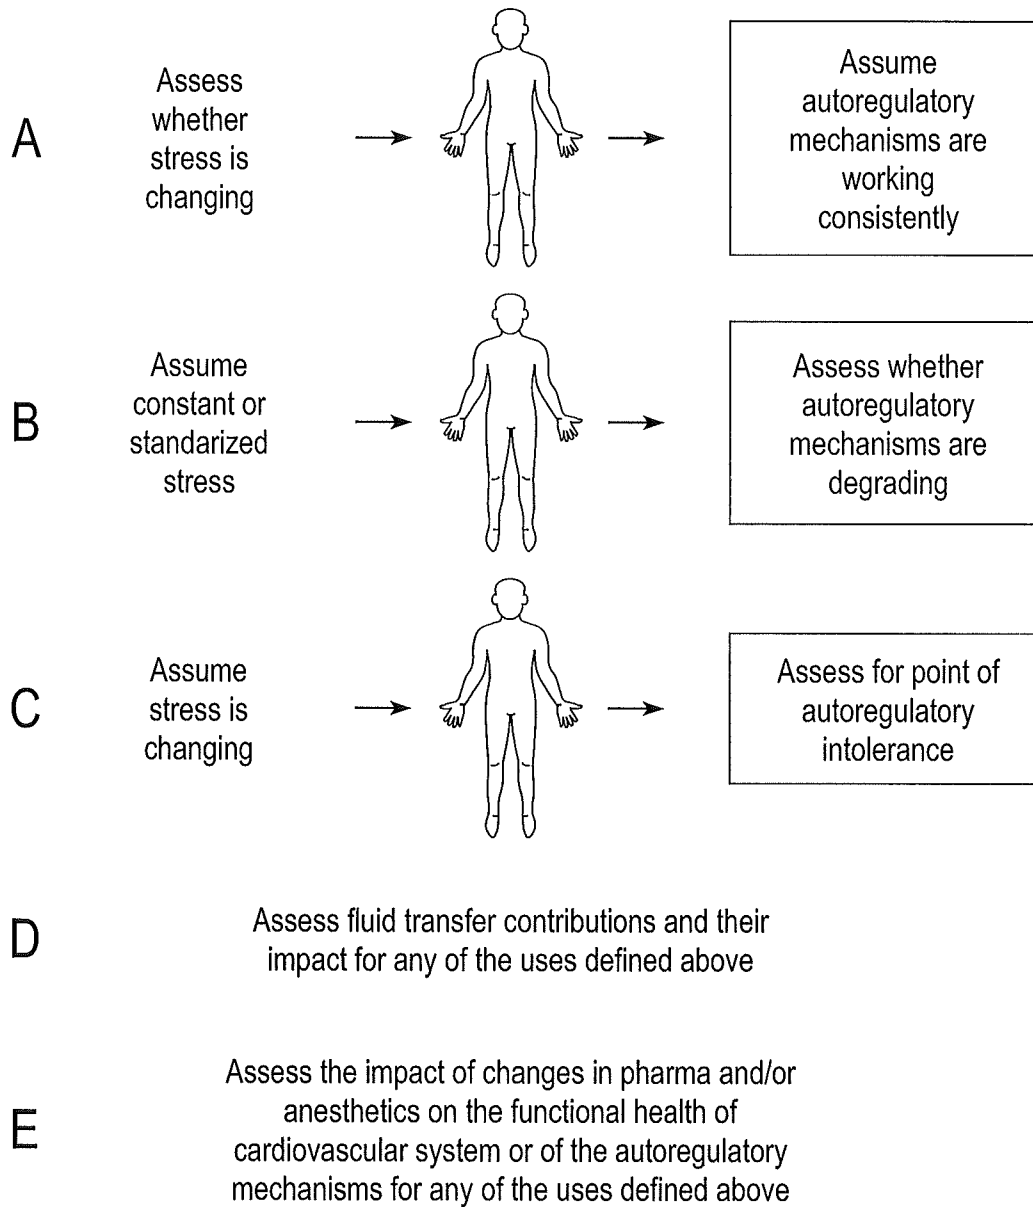 A
Assess
whether
stress is
changing
Assume
autoregulatory
mechanisms are
working
consistently
B
Assume
constant or
standarized
stress
Assess whether
autoregulatory
mechanisms are
degrading
C
Assume
stress is
changing
Assess for point of
autoregulatory
intolerance
D
Assess fluid transfer contributions and their
impact for any of the uses defined above
E
Assess the impact of changes in pharma and/or
anesthetics on the functional health of
cardiovascular system or of the autoregulatory
mechanisms for any of the uses defined above